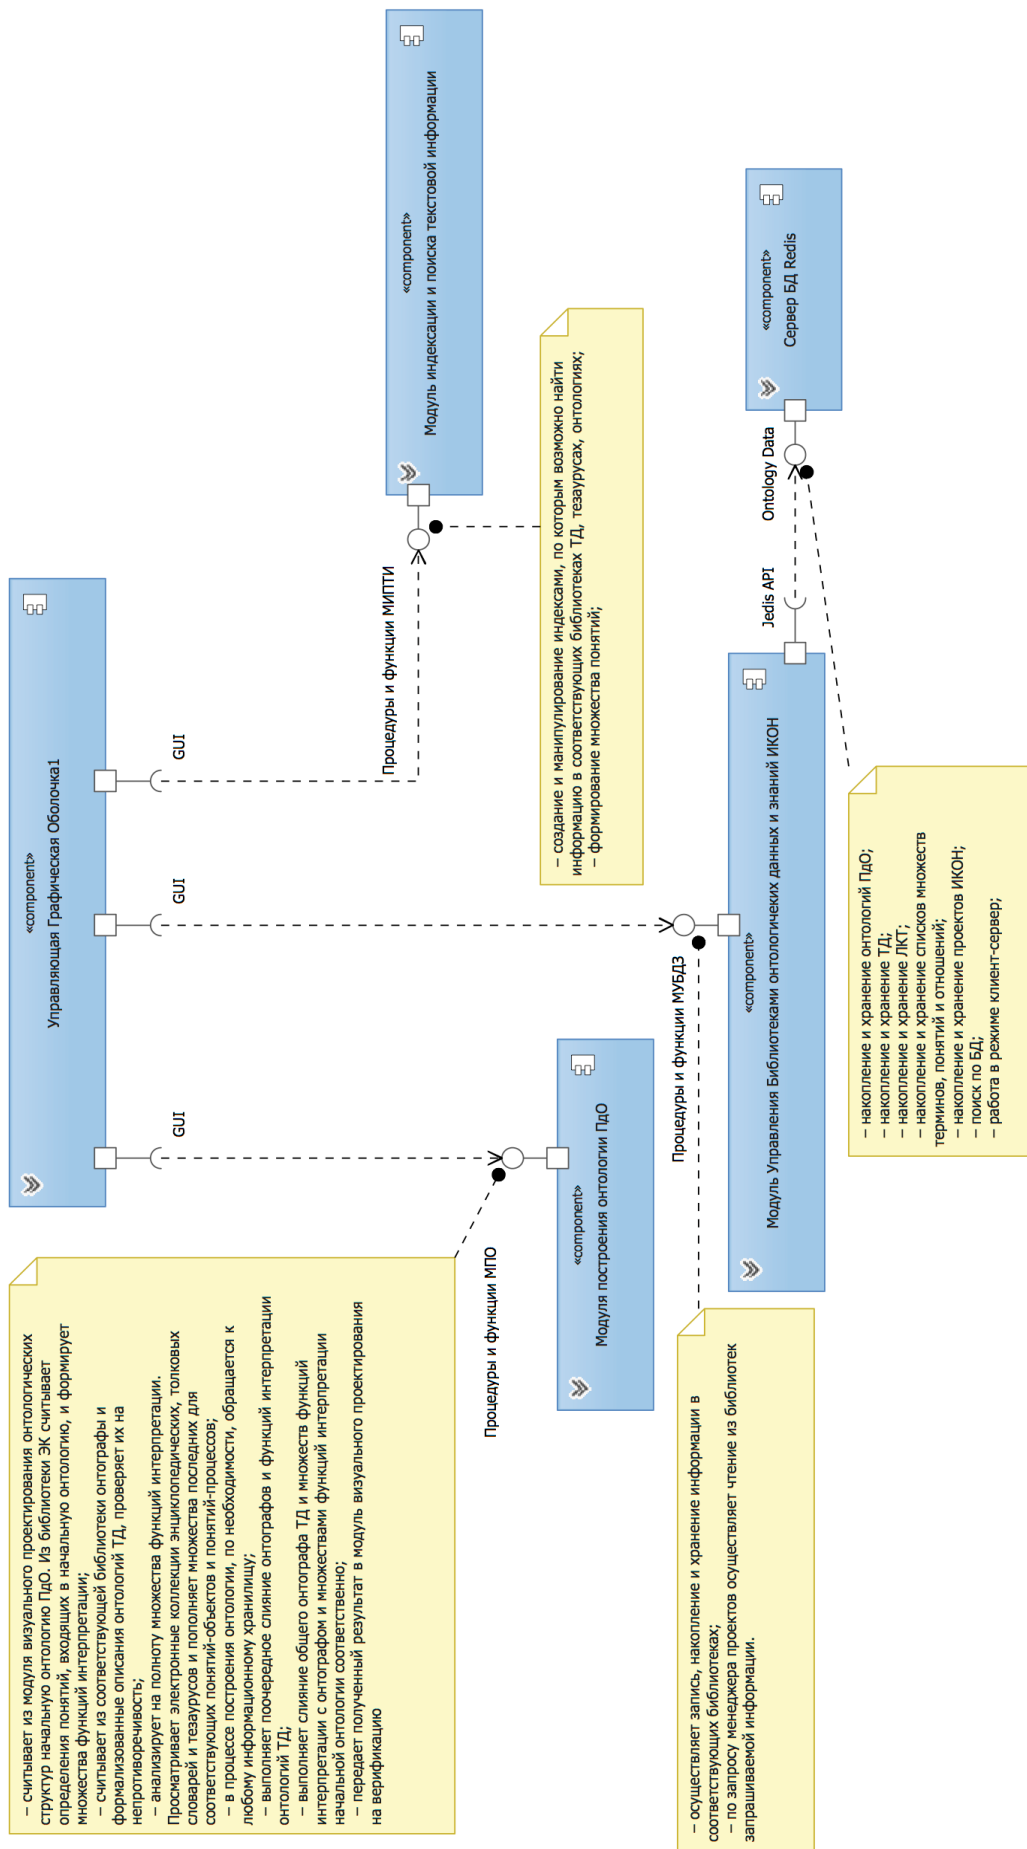 – считывает из модуля визуального проектирования онтологических
структур начальную онтологию ПдО. Из библиотеки ЭК считывает
определения понятий, входящих в начальную онтологию, и формирует
множества функций интерпретации;
– считывает из соответствующей библиотеки онтографы и
формализованные описания онтологий ТД, проверяет их на
непротиворечивость;
– анализирует на полноту множества функций интерпретации.
Просматривает электронные коллекции энциклопедических, толковых
словарей и тезаурусов и пополняет множества последних для
соответствующих понятий-объектов и понятий-процессов;
– в процессе построения онтологии, по необходимости, обращается к
любому информационному хранилищу;
– выполняет поочередное слияние онтографов и функций интерпретации
онтологий ТД;
– выполняет слияние общего онтографа ТД и множеств функций
интерпретации с онтографом и множествами функций интерпретации
начальной онтологии соответственно;
– передает полученный результат в модуль визуального проектирования
на верификацию
«component»
Управляющая Графическая Оболочка1
GUI
GUI
GUI
«component»
Модуль индексации и поиска текстовой информации
Процедуры и функции МИПТИ
Процедуры и функции МПО
«component»
Модуля построения онтологии ПдО
– создание и манипулирование индексами, по которым возможно найти
информацию в соответствующих библиотеках ТД, тезаурусах, онтологиях;
– формирование множества понятий;
Процедуры и функции МУБДЗ
– осуществляет запись, накопление и хранение информации в
соответствующих библиотеках;
– по запросу менеджера проектов осуществляет чтение из библиотек
запрашиваемой информации.
«component»
Модуль Управления Библиотеками онтологичеких данных и знаний ИКОН
Jedis API
Ontology Data
«component»
Сервер БД Redis
– накопление и хранение онтологий ПдО;
– накопление и хранение ТД;
– накопление и хранение ЛКТ;
– накопление и хранение списков множеств
терминов, понятий и отношений;
– накопление и хранение проектов ИКОН;
– поиск по БД;
– работа в режиме клиент-сервер;